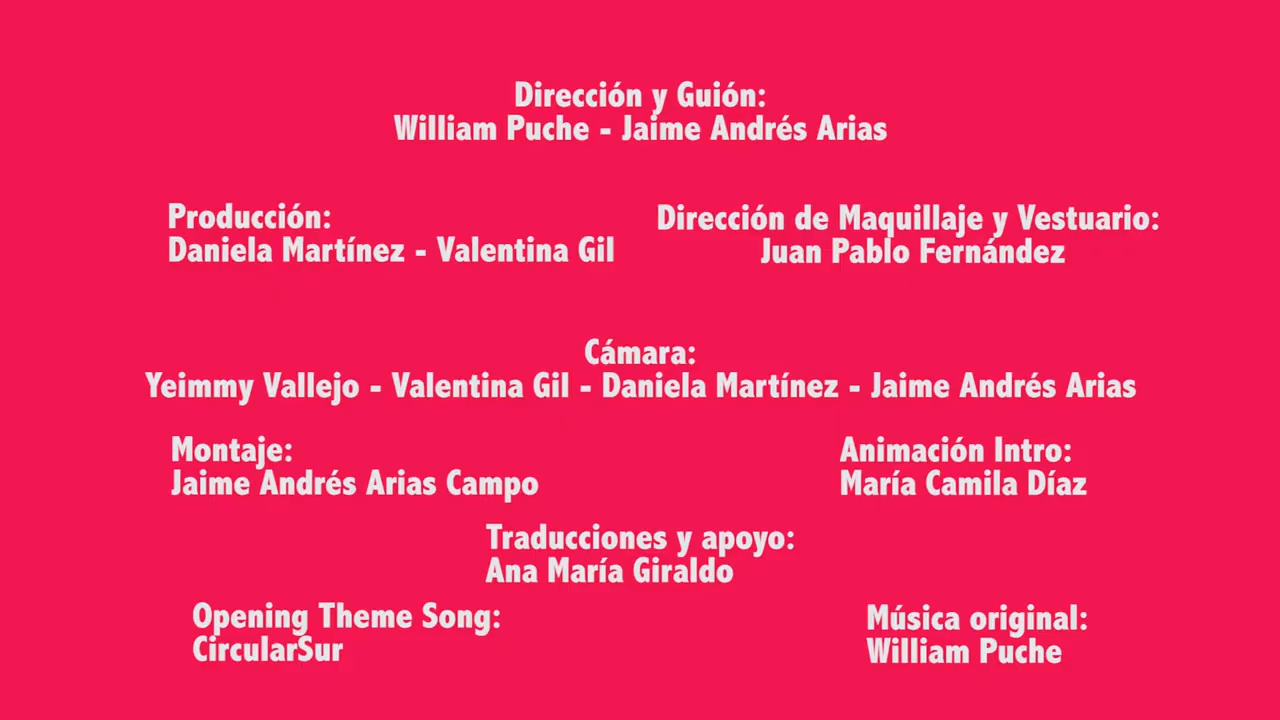 Dirección y Guión:
William Puche - Jaime Andrés Arias
Producción:
Daniela Martínez - Valentina Gil
Dirección de Maquillaje y Vestuario:
Juan Pablo Fernández
Cámara:
Yeimmy Vallejo - Valentina Gil - Daniela Martínez - Jaime Andrés Arias
Montaje:
Jaime Andrés Arias Campo
Animación Intro:
María Camila Díaz
Traducciones y apoyo:
Ana María Giraldo
Opening Theme Song:
CircularSur
Música original:
William Puche